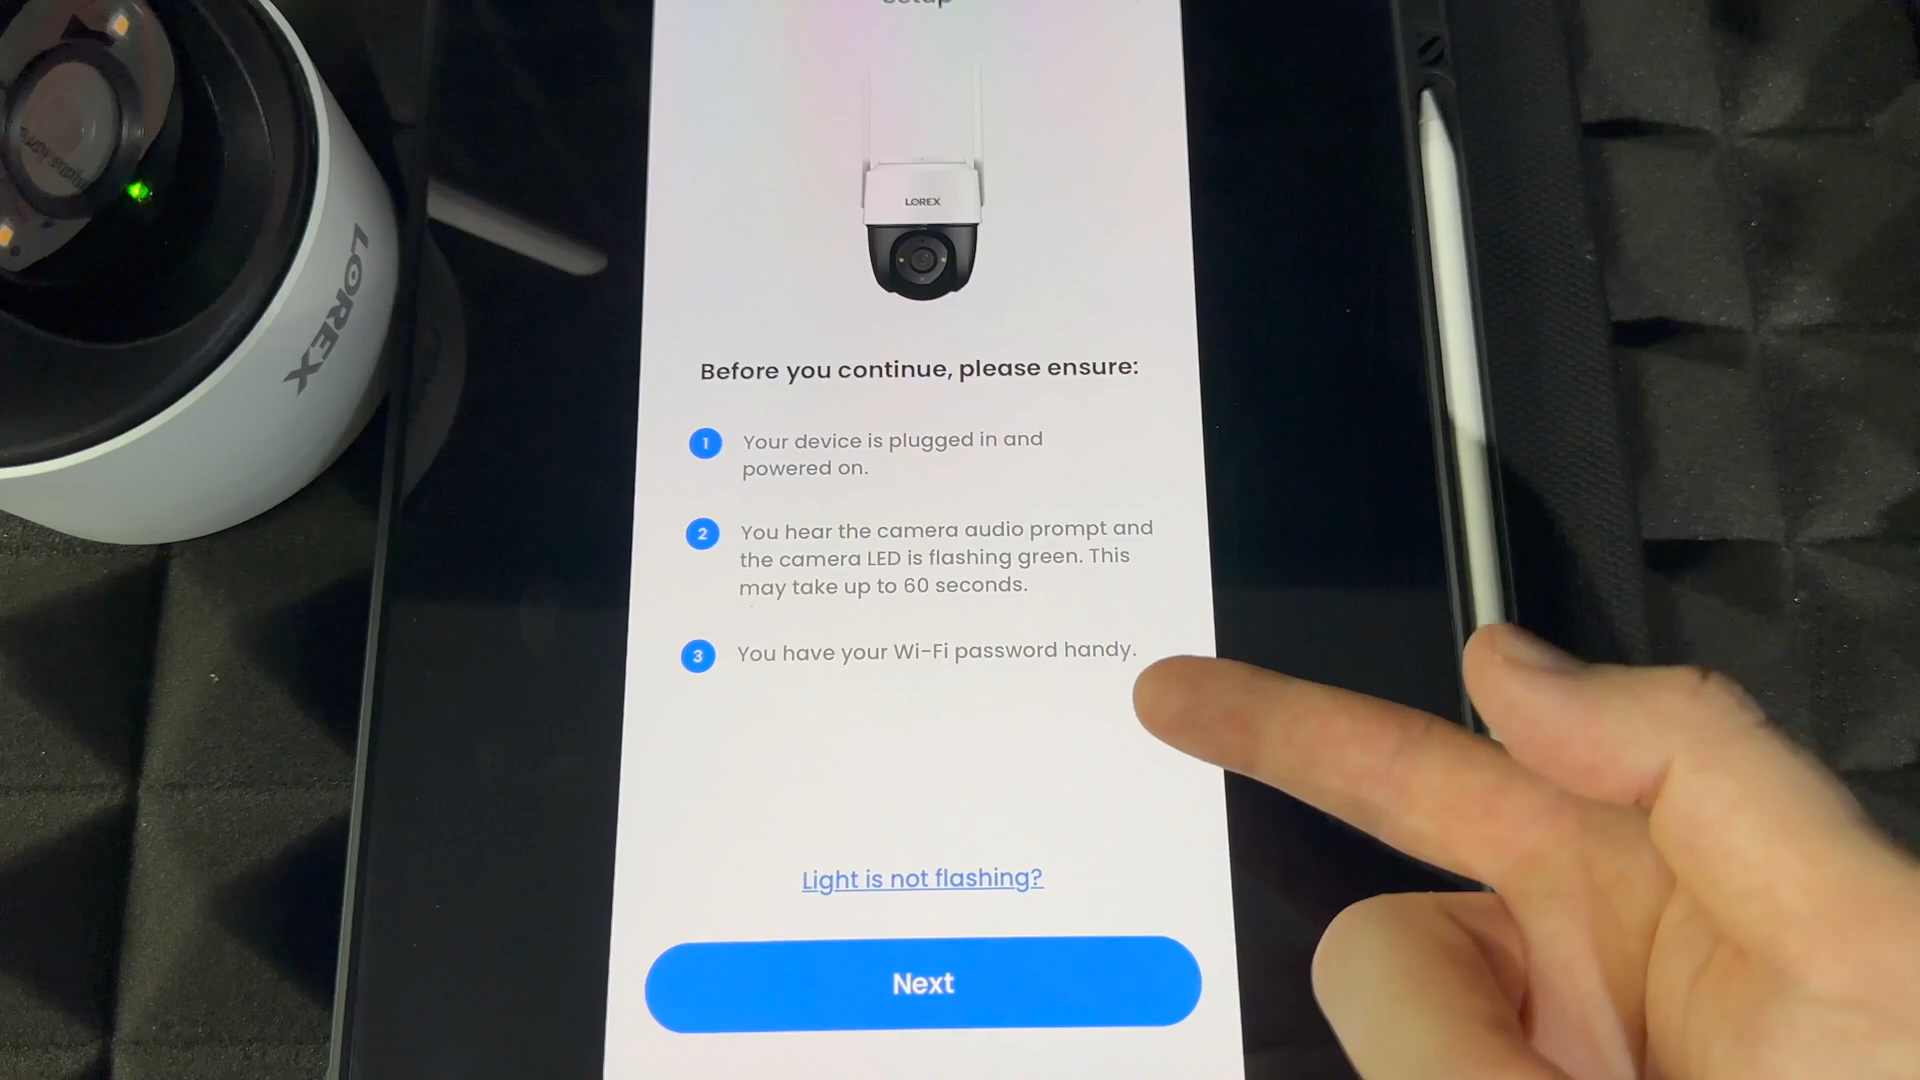 Setup
LOREX
LOREX
Before you continue, please ensure:
1 Your device is plugged in and
powered on.
2 You hear the camera audio prompt and
the camera LED is flashing green. This
may take up to 60 seconds.
3 You have your Wi-Fi password handy.
Light is not flashing?
Next